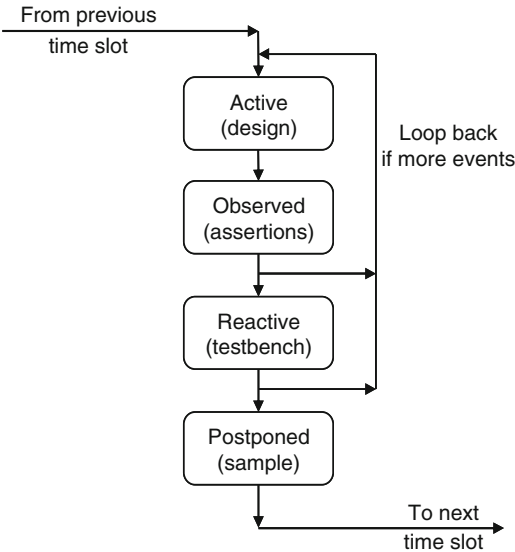 From previous
time slot
Active
(design)
Loop back
if more events
Observed
(assertions)
Reactive
(testbench)
Postponed
(sample)
To next
time slot